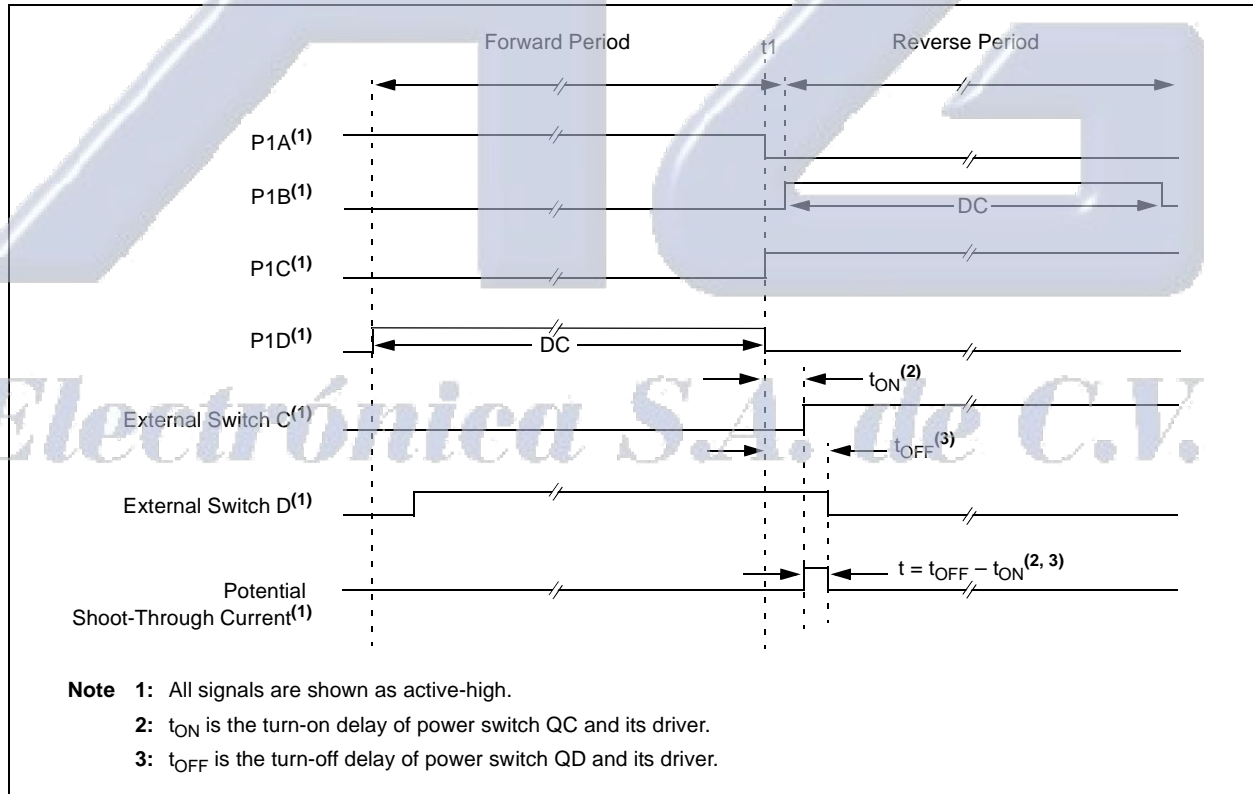 Forward Period
t1
Reverse Period
P1A(1)
P1B(1)
DC
P1C(1)
P1D(1)
DC
tON(2)
External Switch C(1)
Electrónica S.A. de C.V.
tOFF(3)
External Switch D(1)
t = tOFF – tON(2, 3)
Potential
Shoot-Through Current(1)
Note 1: All signals are shown as active-high.
2: tON is the turn-on delay of power switch QC and its driver.
3: tOFF is the turn-off delay of power switch QD and its driver.